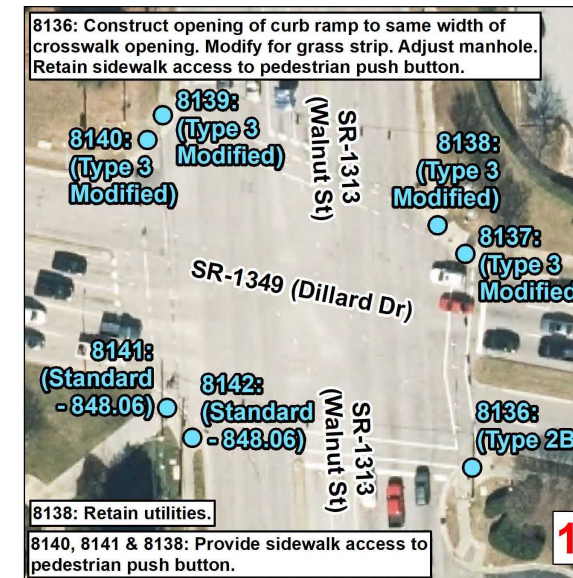 8136: Construct opening of curb ramp to same width of
crosswalk opening. Modify for grass strip. Adjust manhole.
Retain sidewalk access to pedestrian push button.
8139:
(Type 3
Modified)
8140:
(Type 3
Modified)
SR-1313
(Walnut St)
8138:
(Type 3
Modified)
8137:
(Type 3
Modified
SR-1349 (Dillard Dr)
8141:
(Standard
- 848.06)
8142:
(Standard
- 848.06)
SR-1313
(Walnut St)
8136:
(Type 2B
8138: Retain utilities.
8140, 8141 & 8138: Provide sidewalk access to
pedestrian push button.
1